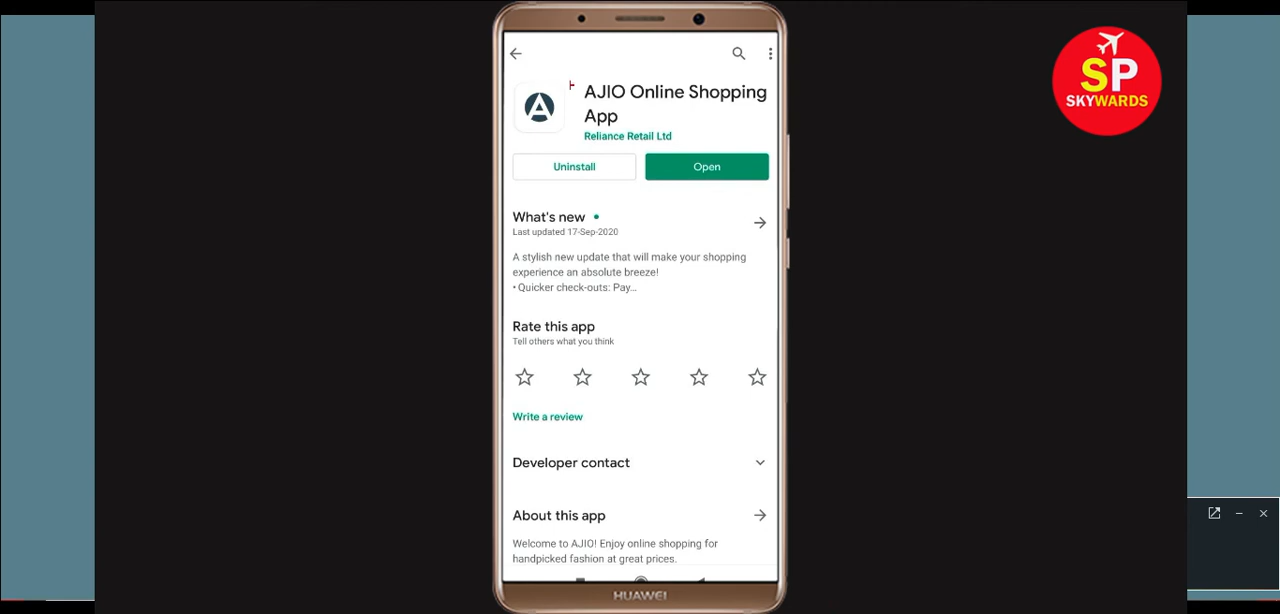 AJIO Online Shopping
App
Reliance Retail Ltd
Uninstall
Open
What's new
Last updated 17-Sep-2020
A stylish new update that will make your shopping
experience an absolute breeze!
• Quicker check-outs: Pay...
Rate this app
Tell others what you think
Write a review
Developer contact
About this app
Welcome to AJIO! Enjoy online shopping for
handpicked fashion at great prices.
HUAWEI
SP
SKYWARDS